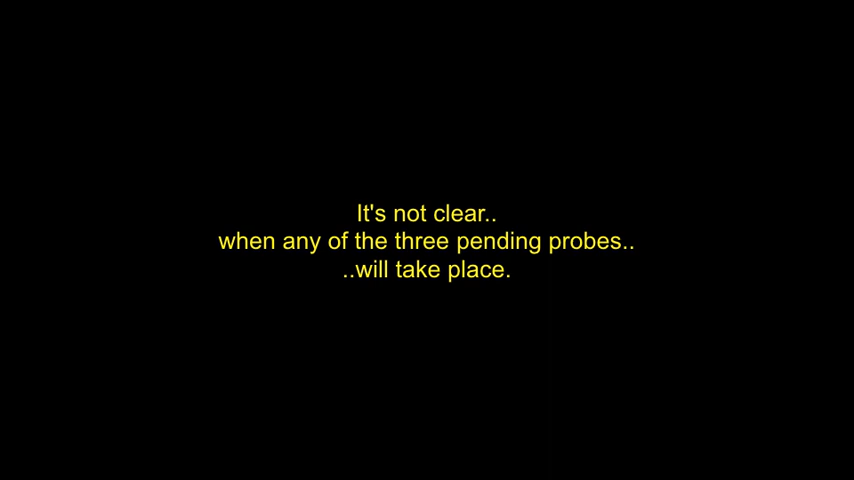 It's not clear..
when any of the three pending probes..
..will take place.